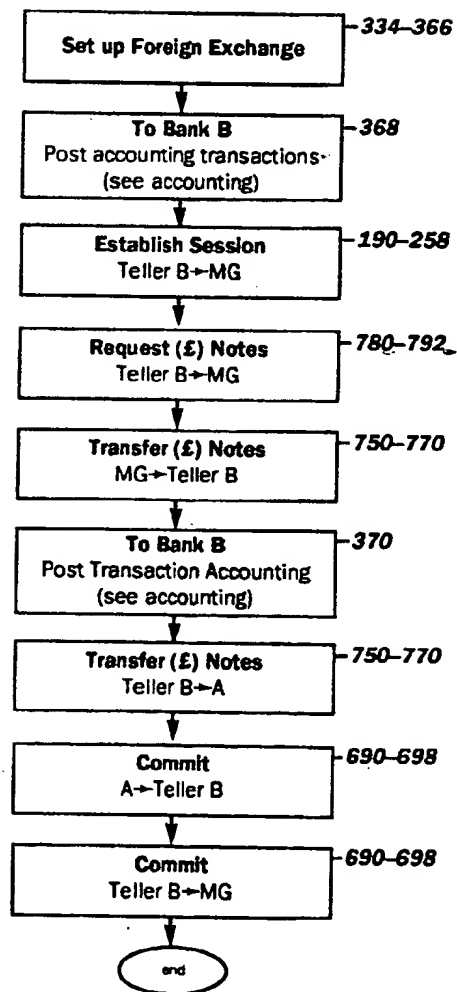 Set up Foreign Exchange
334–366
To Bank B
368
Post accounting transactions
(see accounting)
Establish Session
190–258
Teller B→MG
Request (£) Notes
780–792
Teller B→MG
Transfer (£) Notes
750–770
MG→Teller B
To Bank B
370
Post Transaction Accounting
(see accounting)
Transfer (£) Notes
750–770
Teller B→A
Commit
690–698
A→Teller B
Commit
690–698
Teller B→MG
end